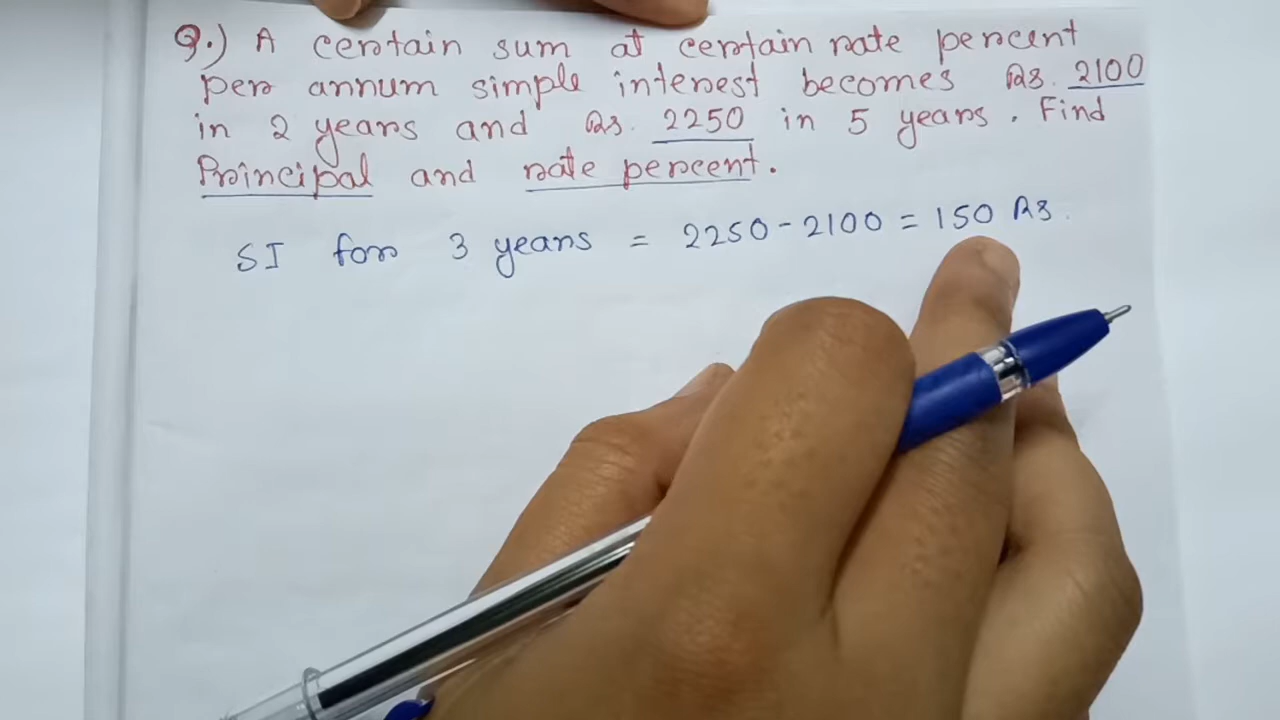 Q.) A certain sum at certain rate percent
per annum simple interest becomes Rs. 2100
in 2 years and Rs. 2250 in 5 years. Find
Principal and rate percent.
SI for 3 years = 2250-2100 = 150 Rs.